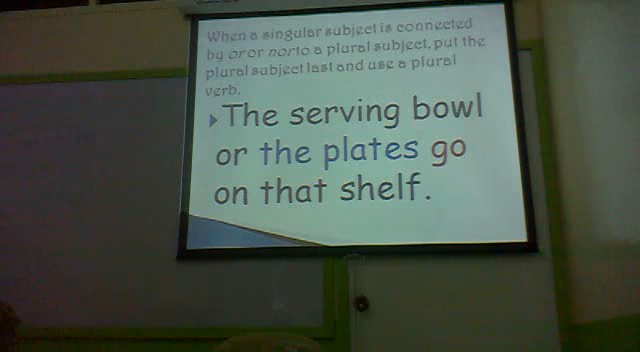 When a singular subject is connected
by or or nor to a plural subject, put the
plural subject last and use a plural
verb.
The serving bowl
or the plates go
on that shelf.